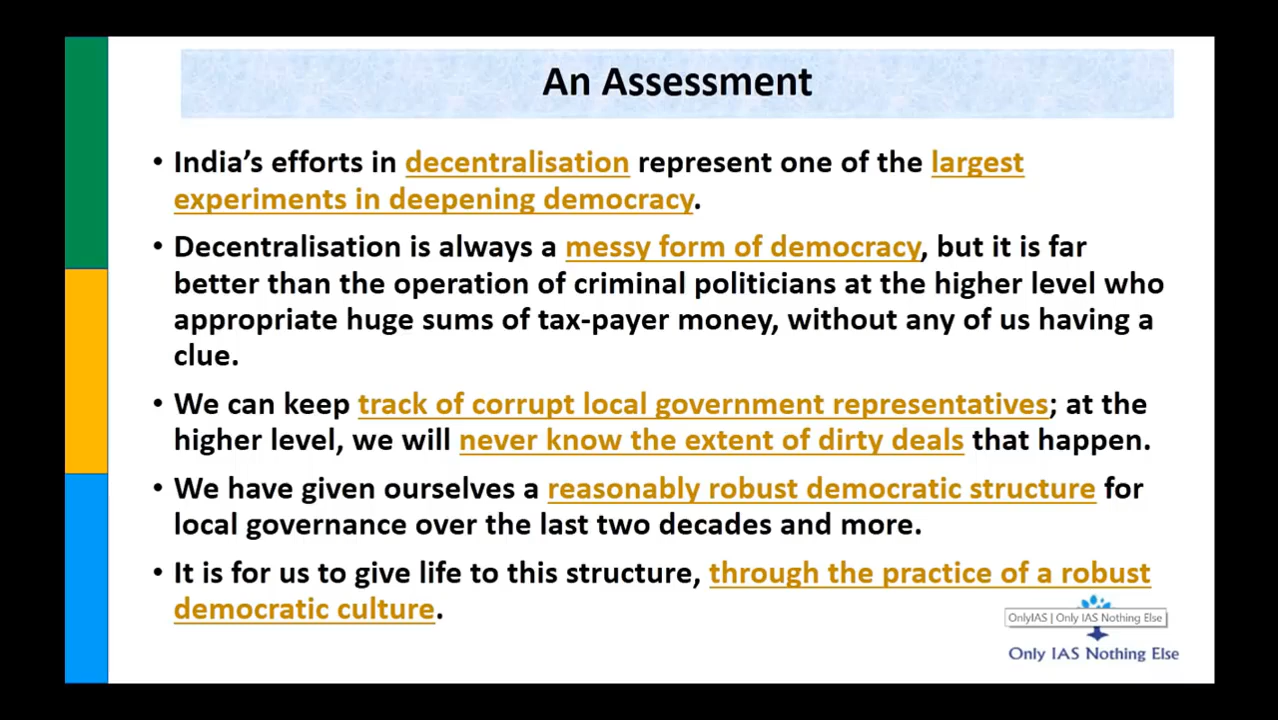 An Assessment
• India's efforts in decentralisation represent one of the largest
experiments in deepening democracy.
• Decentralisation is always a messy form of democracy, but it is far
better than the operation of criminal politicians at the higher level who
appropriate huge sums of tax-payer money, without any of us having a
clue.
• We can keep track of corrupt local government representatives; at the
higher level, we will never know the extent of dirty deals that happen.
• We have given ourselves a reasonably robust democratic structure for
local governance over the last two decades and more.
• It is for us to give life to this structure, through the practice of a robust
democratic culture.
OnlyIAS | Only IAS Nothing Else
Only IAS Nothing Else